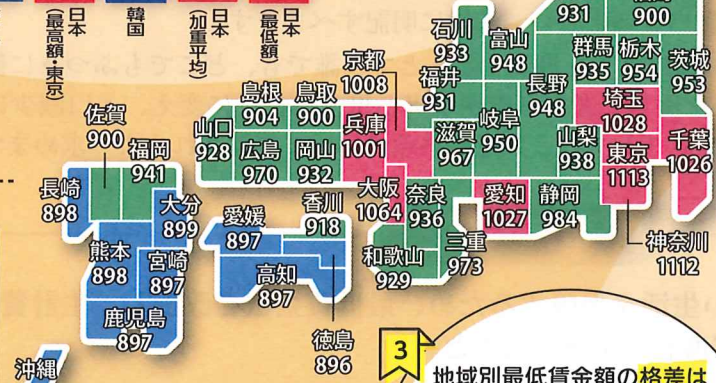 日本
（最高額・東京）
韓国
日本
（加重平均）
日本
（最低額）
931
900
石川
933
富山
948
群馬
935
栃木
954
茨城
953
京都
1008
福井
931
長野
948
埼玉
1028
島根
904
鳥取
900
兵庫
1001
岐阜
950
山口
928
広島
970
岡山
932
滋賀
967
山梨
938
東京
1113
千葉
1026
佐賀
900
福岡
941
長崎
898
大分
899
香川
918
愛媛
897
大阪
1064
奈良
936
愛知
1027
静岡
984
神奈川
1112
熊本
898
宮崎
897
高知
897
和歌山
929
三重
973
鹿児島
897
徳島
896
沖縄
3
地域別最低賃金額の格差は